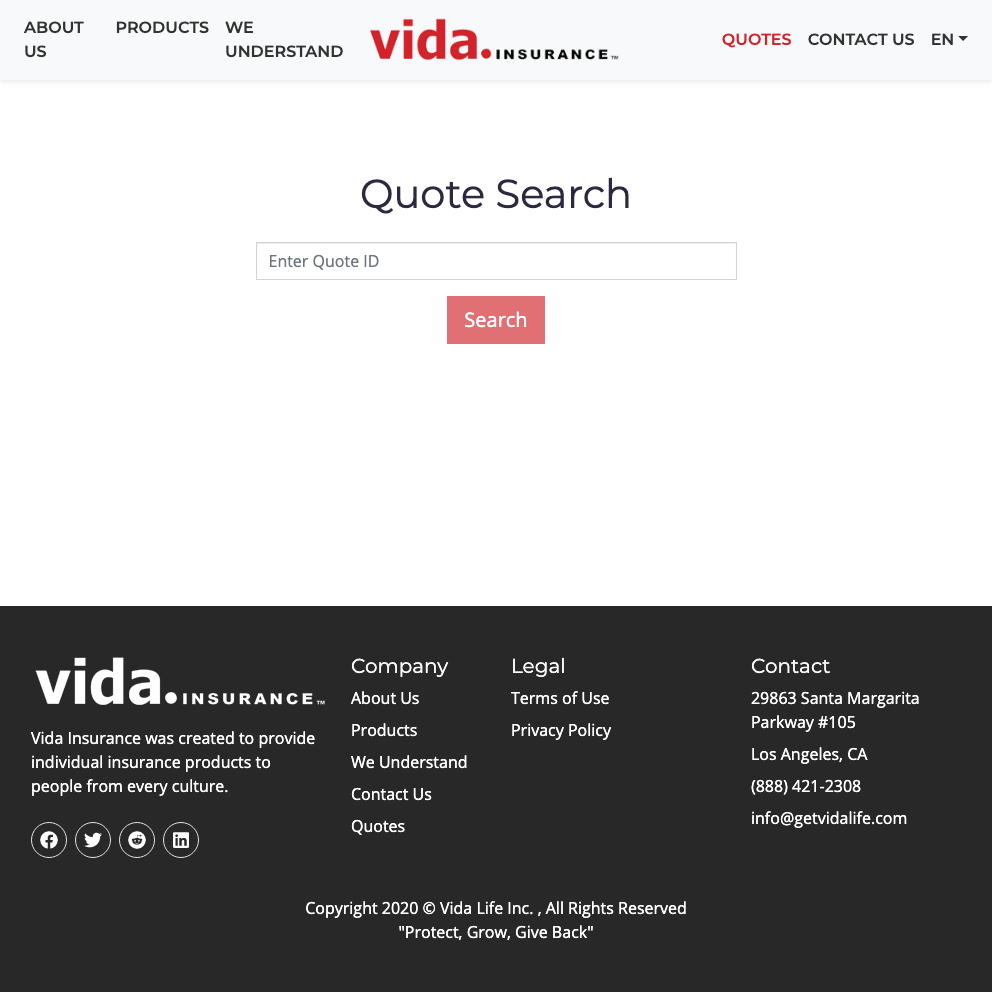 ABOUT US
PRODUCTS
WE UNDERSTAND
vida. INSURANCE™
QUOTES
CONTACT US
EN
Quote Search
Enter Quote ID
Search
vida. INSURANCE™
Vida Insurance was created to provide
individual insurance products to
people from every culture.
Company
About Us
Products
We Understand
Contact Us
Quotes
Legal
Terms of Use
Privacy Policy
Contact
29863 Santa Margarita
Parkway #105
Los Angeles, CA
(888) 421-2308
info@getvidalife.com
Copyright 2020 © Vida Life Inc. , All Rights Reserved
"Protect, Grow, Give Back"